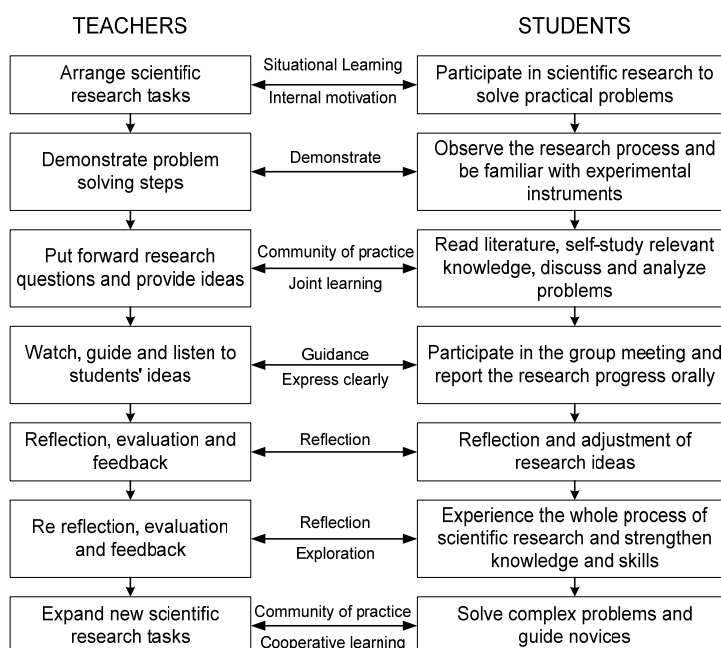 TEACHERS
STUDENTS
Arrange scientific
research tasks
Situational Learning
Internal motivation
Participate in scientific research to
solve practical problems
Demonstrate problem
solving steps
Demonstrate
Observe the research process and
be familiar with experimental
instruments
Put forward research
questions and provide ideas
Community of practice
Joint learning
Read literature, self-study relevant
knowledge, discuss and analyze
problems
Watch, guide and listen to
students' ideas
Guidance
Express clearly
Participate in the group meeting and
report the research progress orally
Reflection, evaluation and
feedback
Reflection
Reflection and adjustment of
research ideas
Re reflection, evaluation
and feedback
Reflection
Exploration
Experience the whole process of
scientific research and strengthen
knowledge and skills
Expand new scientific
research tasks
Community of practice
Cooperative learning
Solve complex problems and
guide novices